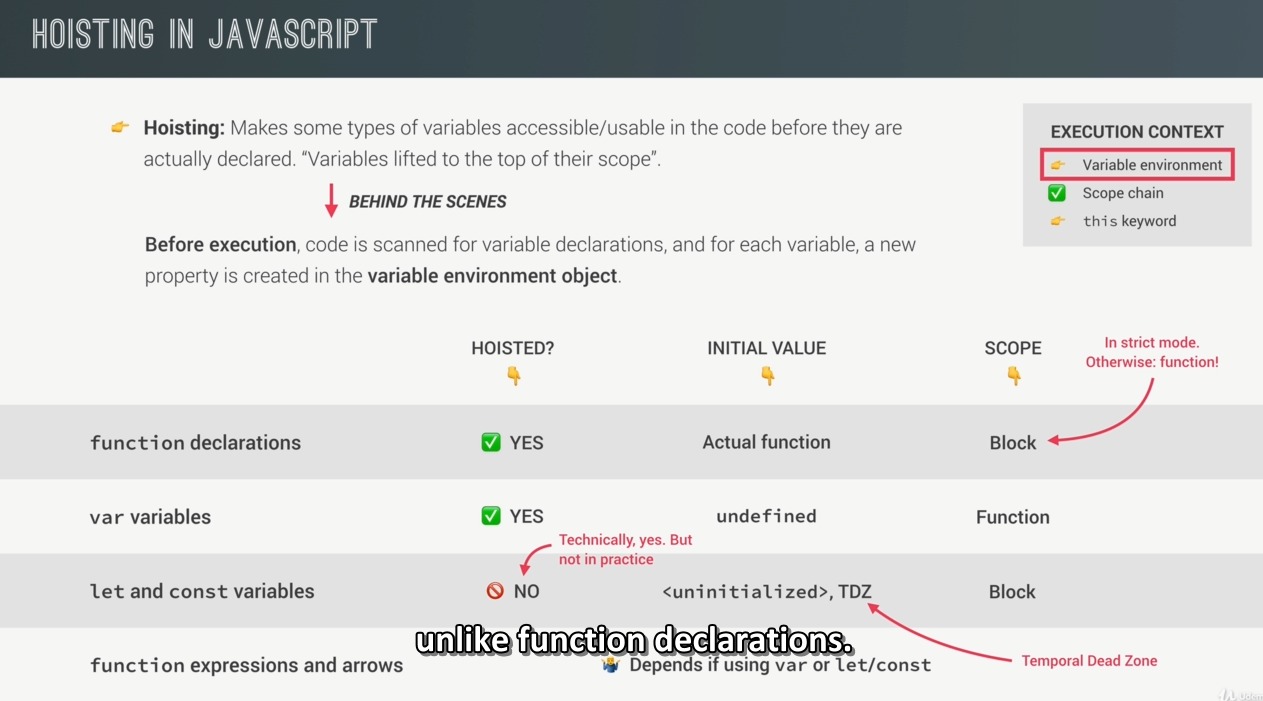 HOISTING IN JAVASCRIPT
Hoisting: Makes some types of variables accessible/usable in the code before they are
actually declared. “Variables lifted to the top of their scope”.
BEHIND THE SCENES
Before execution, code is scanned for variable declarations, and for each variable, a new
property is created in the variable environment object.
EXECUTION CONTEXT
Variable environment
Scope chain
this keyword
HOISTED?
INITIAL VALUE
SCOPE
In strict mode.
Otherwise: function!
function declarations
YES
Actual function
Block
var variables
YES
undefined
Function
Technically, yes. But
not in practice
let and const variables
NO
<uninitialized>, TDZ
Block
unlike function declarations.
function expressions and arrows
Depends if using var or let/const
Temporal Dead Zone